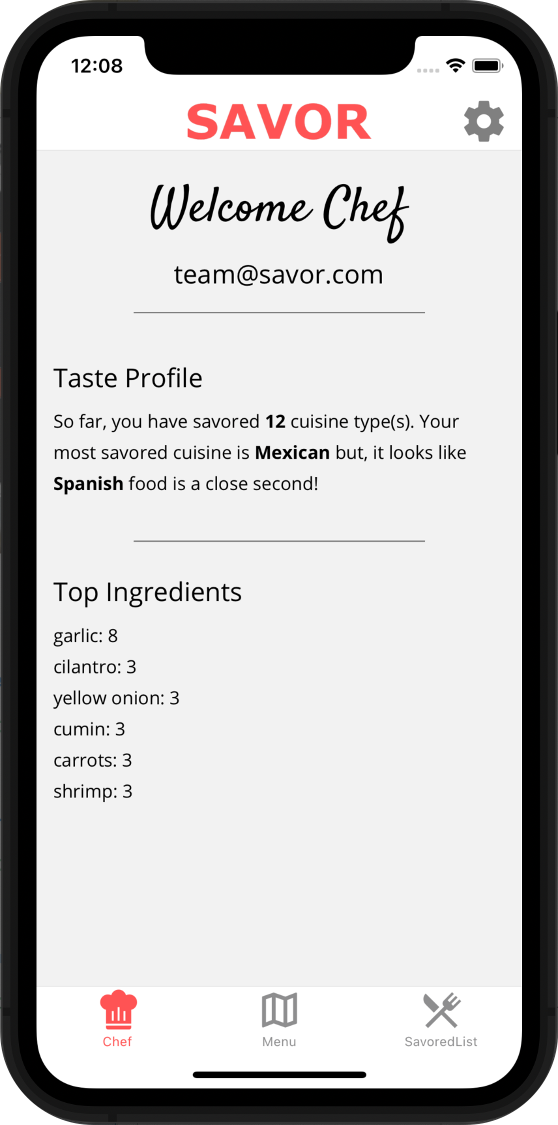 12:08
SAVOR
Welcome Chef
team@savor.com
Taste Profile
So far, you have savored 12 cuisine type(s). Your
most savored cuisine is Mexican but, it looks like
Spanish food is a close second!
Top Ingredients
garlic: 8
cilantro: 3
yellow onion: 3
cumin: 3
carrots: 3
shrimp: 3
Chef
Menu
SavoredList